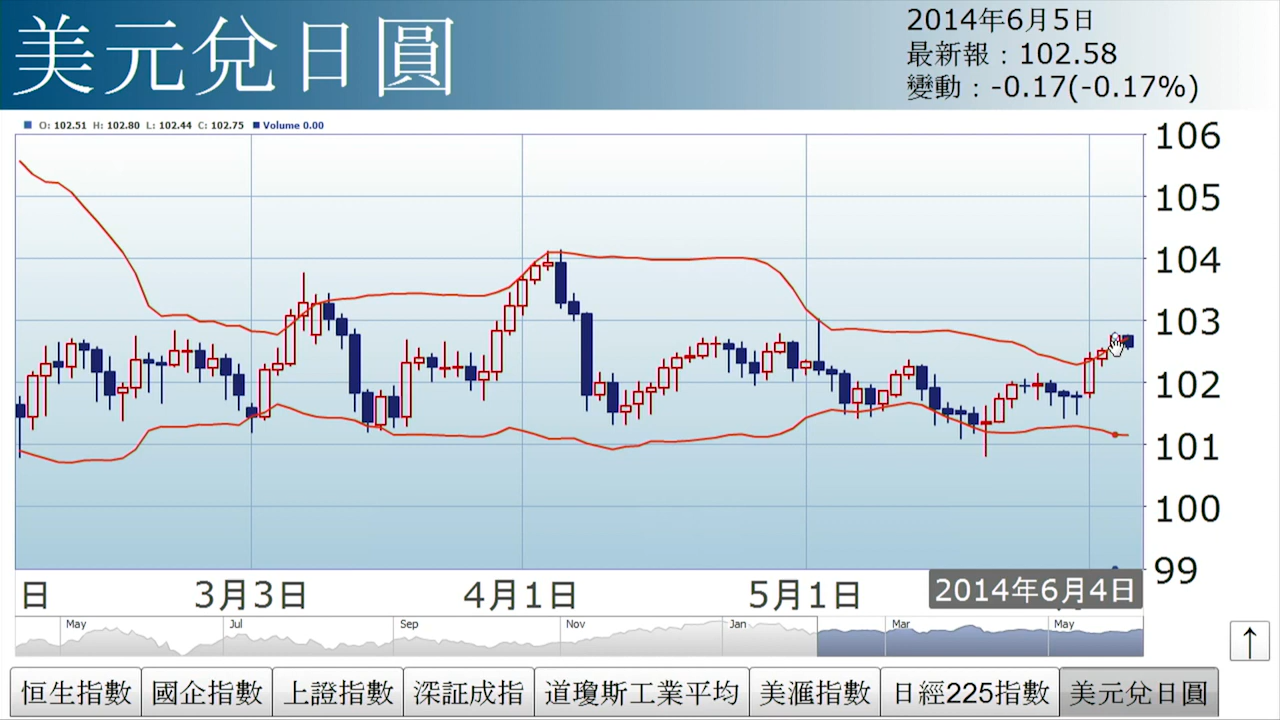 美元兌日圓
2014年6月5日
最新報：102.58
變動：-0.17(-0.17%)
O: 102.51 H: 102.80 L: 102.44 C: 102.75 Volume 0.00
106
105
104
103
102
101
100
99
日 3月3日 4月1日 5月1日 2014年6月4日
May Jul Sep Nov Jan Mar May
↑
恒生指數 國企指數 上證指數 深証成指 道瓊斯工業平均 美滙指數 日經225指數 美元兌日圓